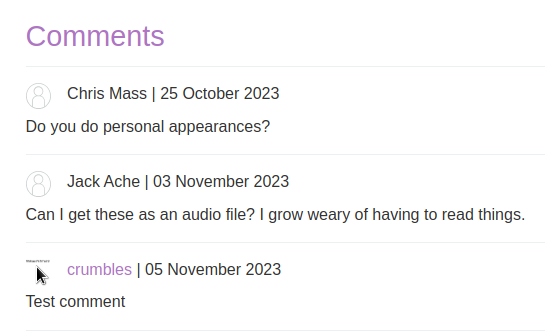 Comments
Chris Mass | 25 October 2023
Do you do personal appearances?
Jack Ache | 03 November 2023
Can I get these as an audio file? I grow weary of having to read things.
crumbles | 05 November 2023
Test comment